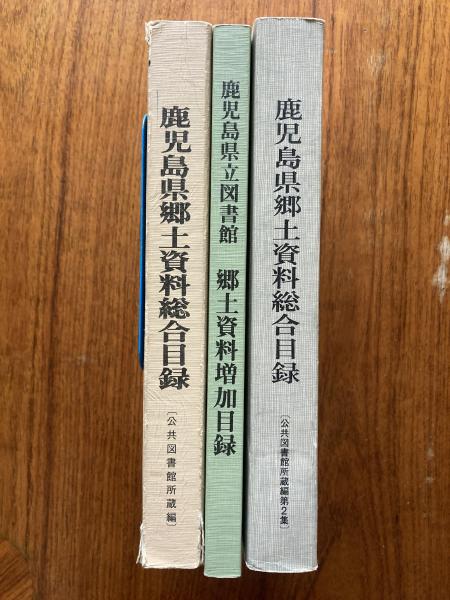 鹿児島県郷土資料総合目録
〔公共図書館所蔵編〕
鹿児島県立図書館 郷土資料増加目録
鹿児島県郷土資料総合目録
〔公共図書館所蔵編第2集〕